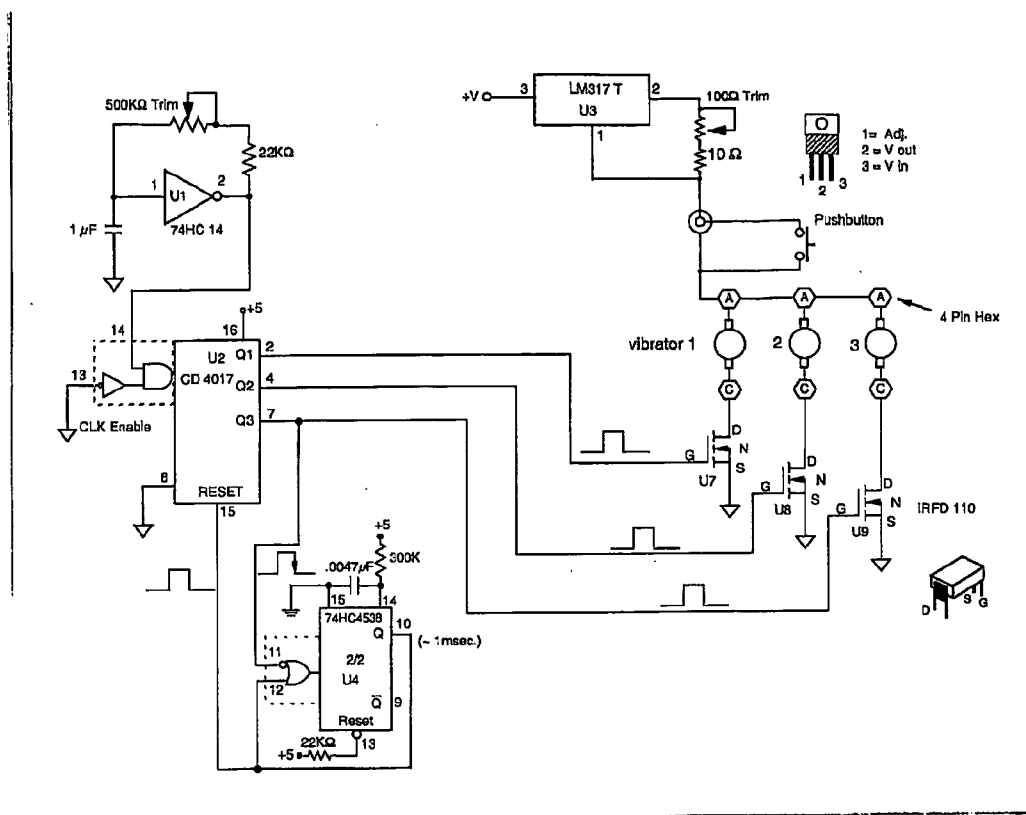 500KΩ Trim
22KΩ
1
2
U1
74HC 14
1 µF
+V
3
LM317 T
U3
2
1
100Ω Trim
10 Ω
1= Adj.
2 = V out
3 = V in
1
2
3
Pushbutton
A
A
A
4 Pin Hex
vibrator 1
2
3
C
C
C
+5
14
16
U2
CD 4017
Q1
2
Q2
4
Q3
7
13
CLK Enable
8
RESET
15
G
D
N
S
U7
G
D
N
S
U8
G
D
N
S
U9
IRFD 110
D
S
G
+5
300K
.0047µF
15
14
74HC4538
Q
10
(~ 1msec.)
2/2
U4
11
12
Q̅
9
Reset
13
22KΩ
+5